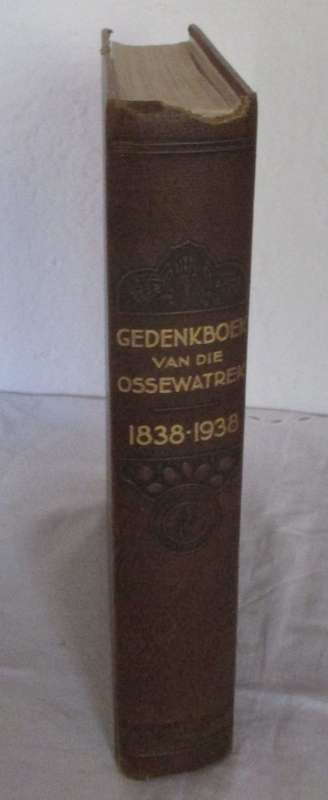 GEDENKBOEK
VAN DIE
OSSEWATREK
1838-1938